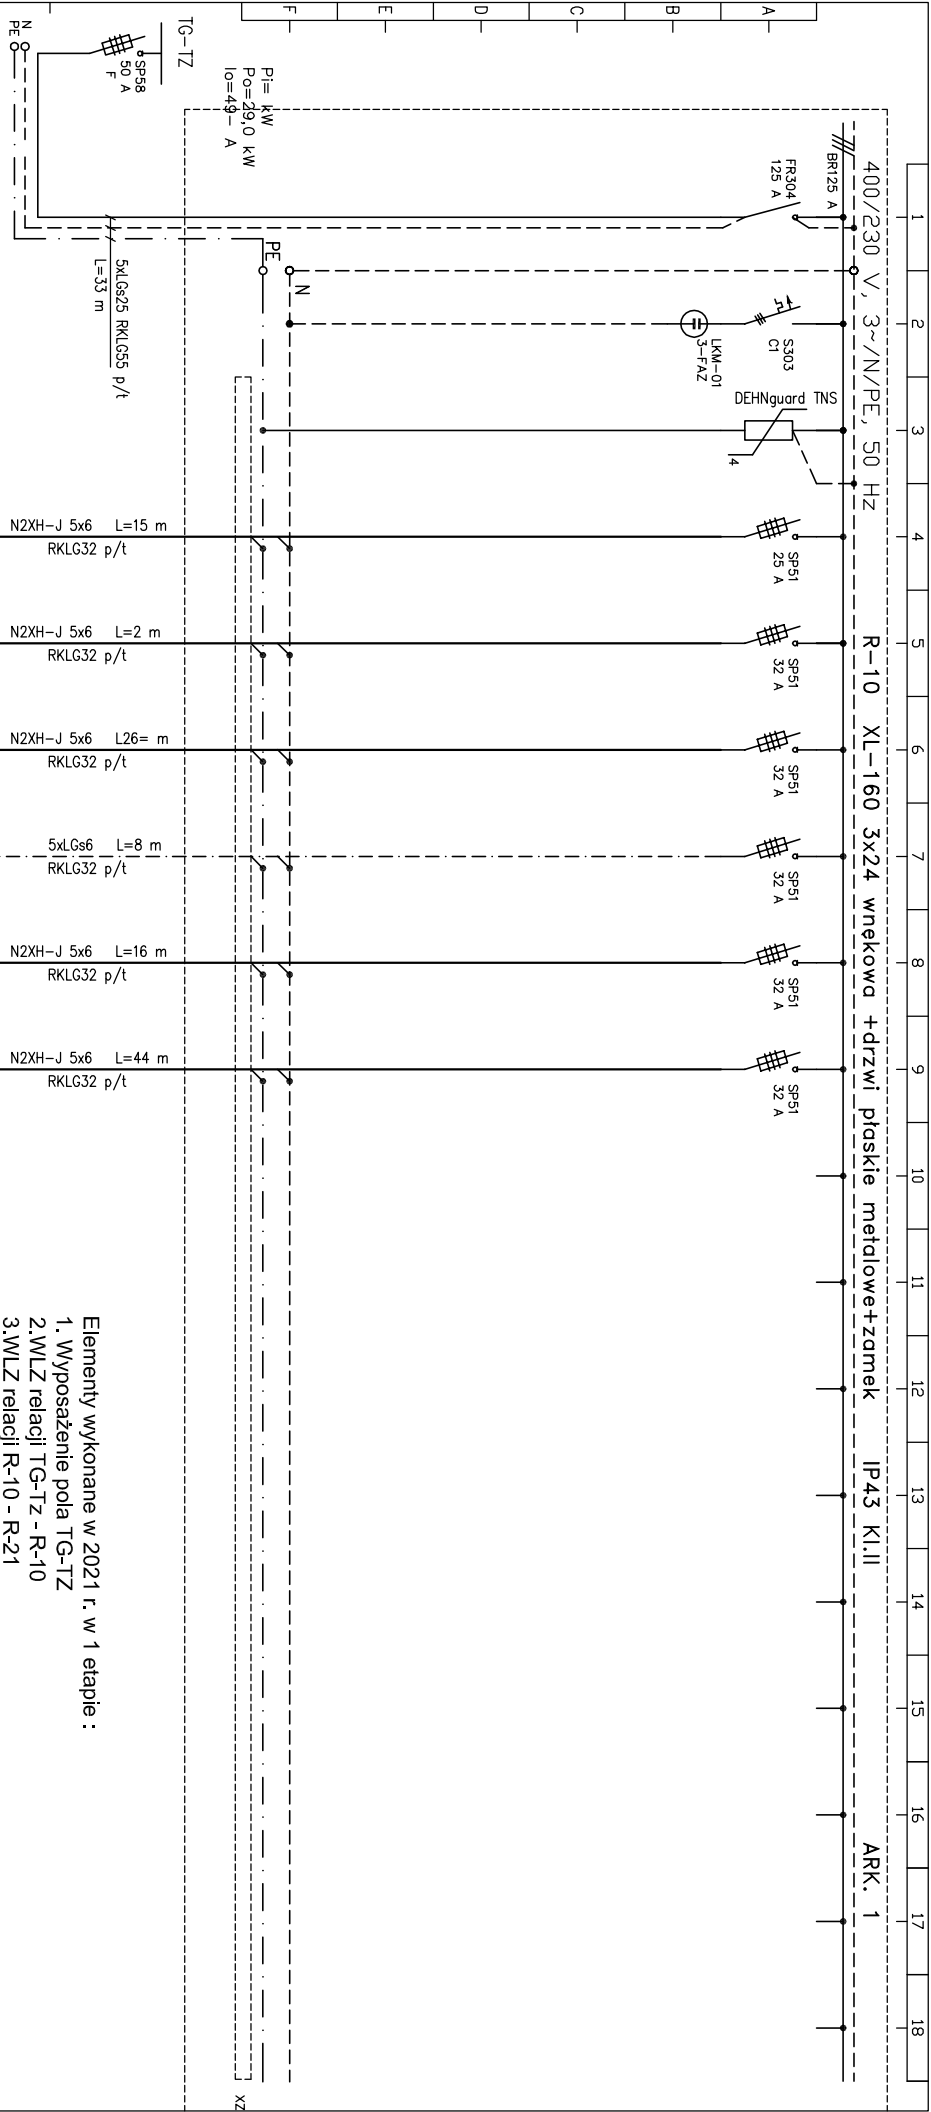 1
2
3
4
5
6
7
8
9
10
11
12
13
14
15
16
17
18
A
B
C
D
E
F
400/230 V, 3~/N/PE, 50 Hz
R-10 XL-160 3x24 wnękowa +drzwi płaskie metalowe+zamek
IP43 Kl.II
ARK. 1
BR125 A
FR304
125 A
S303
C1
LKM-01
3-FAZ
DEHNguard TNS
4
SP51
25 A
SP51
32 A
SP51
32 A
SP51
32 A
SP51
32 A
SP51
32 A
N
PE
Pi= kW
Po=29,0 kW
Io=49- A
XZ
TG-TZ
SP58
50 A
F
N
PE
5xLGs25 RKLG55 p/t
L=33 m
N2XH-J 5x6 L=15 m
RKLG32 p/t
N2XH-J 5x6 L=2 m
RKLG32 p/t
N2XH-J 5x6 L26= m
RKLG32 p/t
5xLGs6 L=8 m
RKLG32 p/t
N2XH-J 5x6 L=16 m
RKLG32 p/t
N2XH-J 5x6 L=44 m
RKLG32 p/t
Elementy wykonane w 2021 r. w 1 etapie :
1. Wyposażenie pola TG-TZ
2.WLZ relacji TG-Tz - R-10
3.WLZ relacji R-10 - R-21